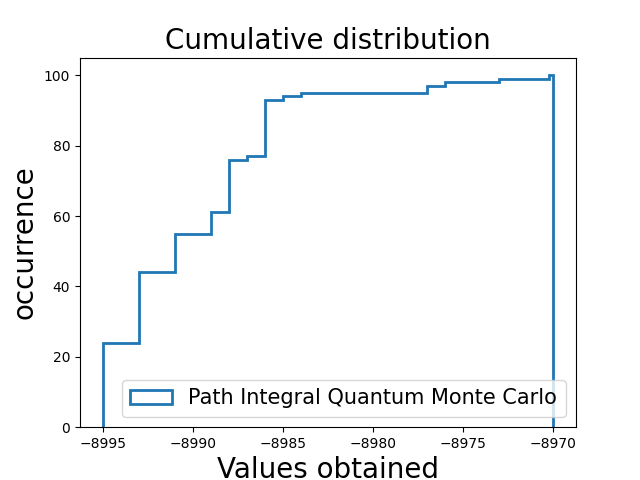 Cumulative distribution
100
80
60
40
20
0
occurrence
Path Integral Quantum Monte Carlo
−8995 −8990 −8985 −8980 −8975 −8970
Values obtained